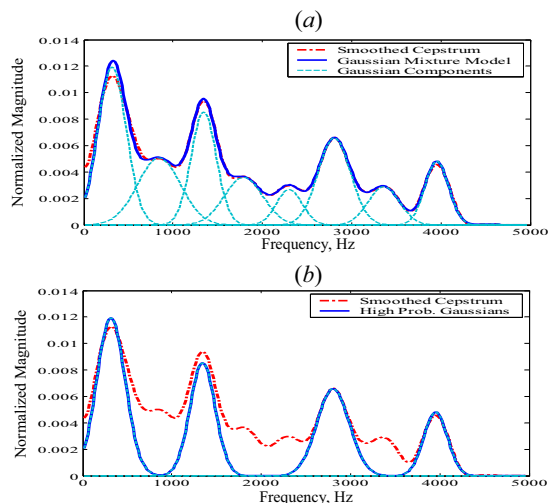 (a)
0.014
0.012
0.01
0.008
0.006
0.004
0.002
0
Normalized Magnitude
Smoothed Cepstrum
Gaussian Mixture Model
Gaussian Components
0 1000 2000 3000 4000 5000
Frequency, Hz
(b)
0.014
0.012
0.01
0.008
0.006
0.004
0.002
0
Normalized Magnitude
Smoothed Cepstrum
High Prob. Gaussians
0 1000 2000 3000 4000 5000
Frequency, Hz